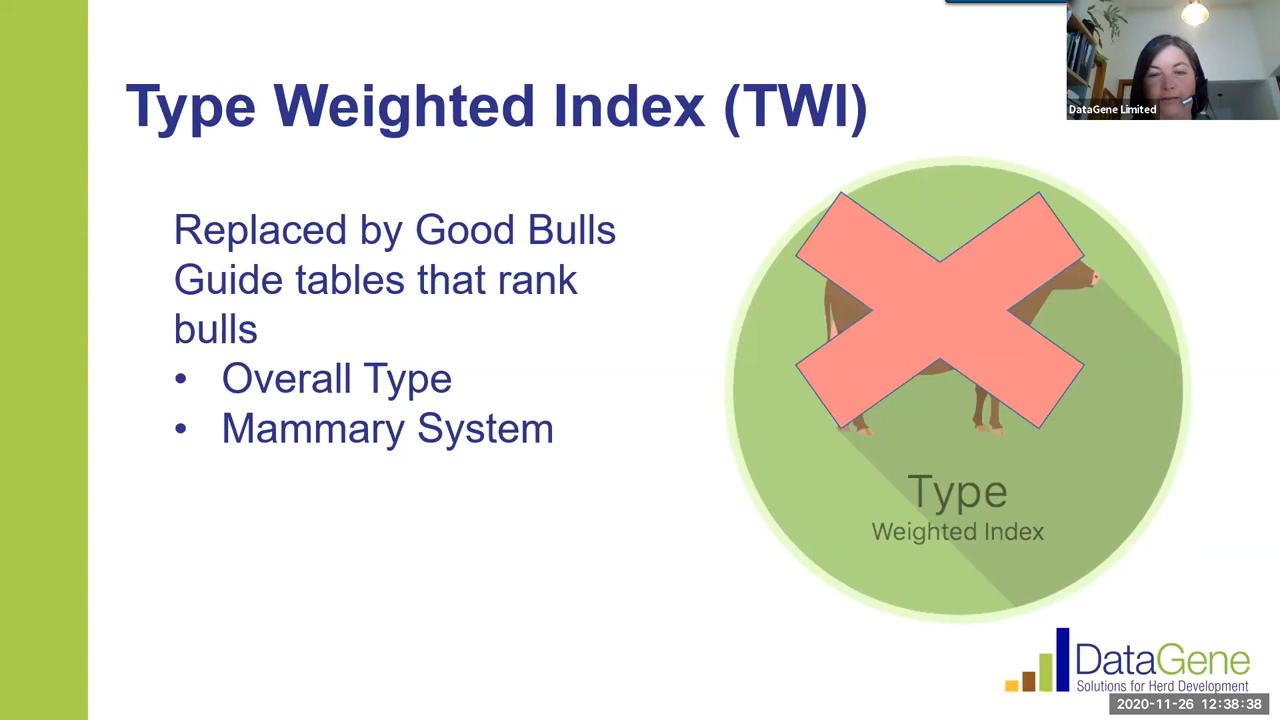 Type Weighted Index (TWI)
DataGene Limited
Replaced by Good Bulls
Guide tables that rank
bulls
• Overall Type
• Mammary System
Type
Weighted Index
DataGene
Solutions for Herd Development
2020-11-26 12:38:38